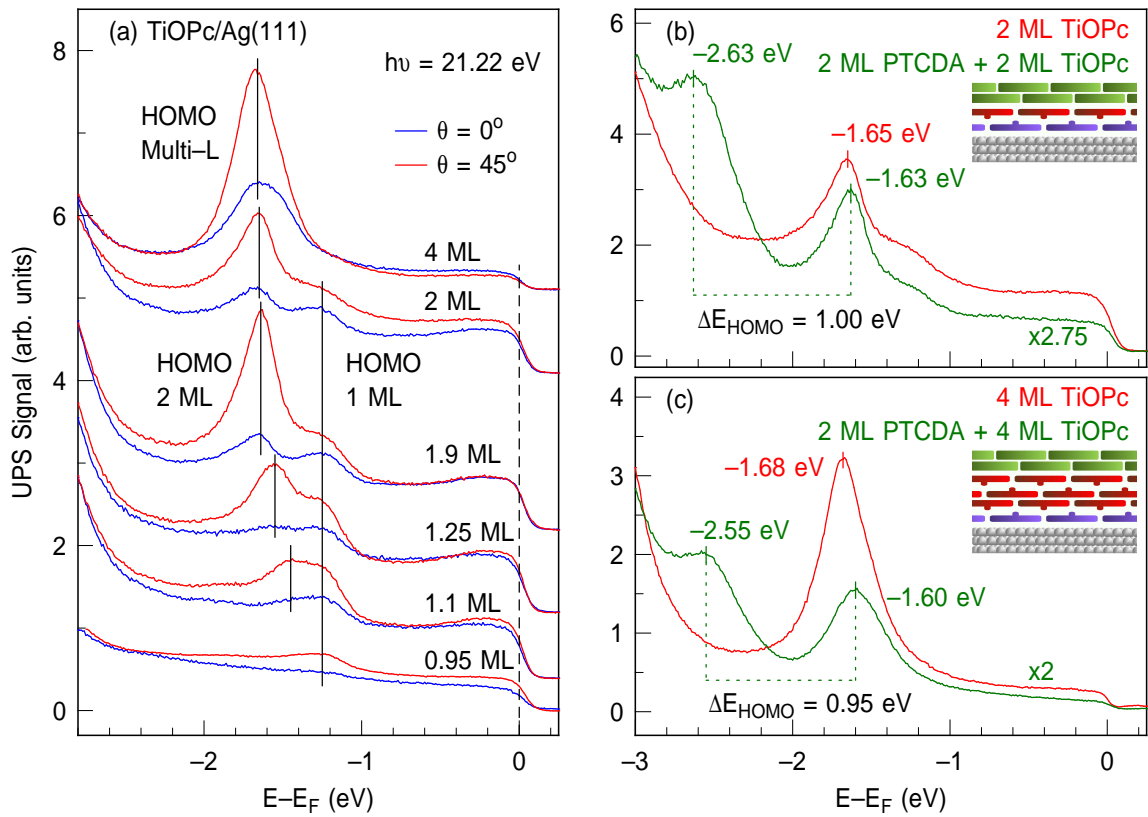 (a) TiOPc/Ag(111)
hυ = 21.22 eV
HOMO
Multi–L
θ = 0°
θ = 45°
4 ML
2 ML
HOMO
2 ML
HOMO
1 ML
1.9 ML
1.25 ML
1.1 ML
0.95 ML
UPS Signal (arb. units)
8
6
4
2
0
−2
−1
0
E–E_F (eV)
(b)
2 ML TiOPc
2 ML PTCDA + 2 ML TiOPc
−2.63 eV
−1.65 eV
−1.63 eV
ΔE_HOMO = 1.00 eV
x2.75
6
4
2
0
(c)
4 ML TiOPc
2 ML PTCDA + 4 ML TiOPc
−1.68 eV
−2.55 eV
−1.60 eV
x2
ΔE_HOMO = 0.95 eV
4
3
2
1
0
−3
−2
−1
0
E–E_F (eV)